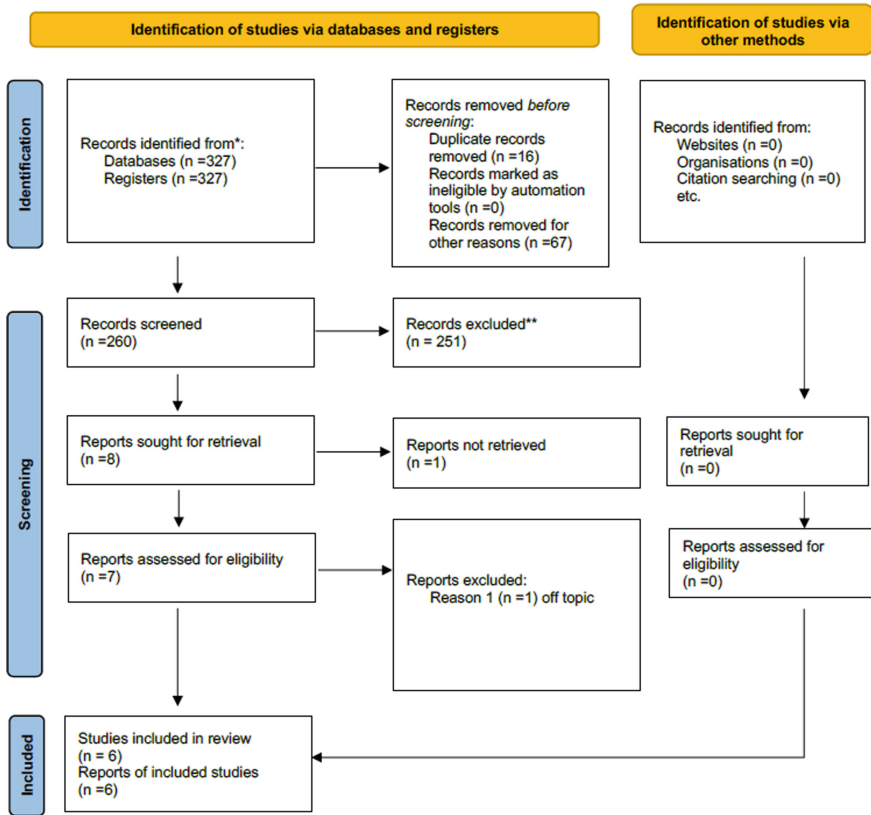 Identification of studies via databases and registers
Identification of studies via
other methods
Identification
Records identified from*:
Databases (n =327)
Registers (n =327)
Records removed before
screening:
Duplicate records
removed (n =16)
Records marked as
ineligible by automation
tools (n =0)
Records removed for
other reasons (n =67)
Records identified from:
Websites (n =0)
Organisations (n =0)
Citation searching (n =0)
etc.
Screening
Records screened
(n =260)
Records excluded**
(n = 251)
Reports sought for retrieval
(n =8)
Reports not retrieved
(n =1)
Reports sought for
retrieval
(n =0)
Reports assessed for eligibility
(n =7)
Reports excluded:
Reason 1 (n =1) off topic
Reports assessed for
eligibility
(n =0)
Included
Studies included in review
(n = 6)
Reports of included studies
(n =6)